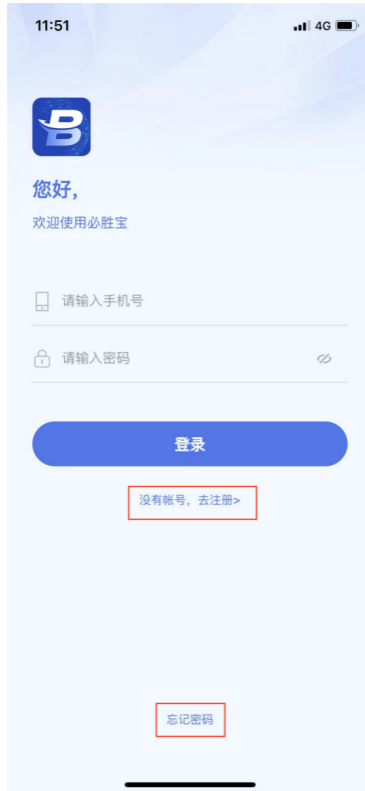 11:51
4G
B
您好，
欢迎使用必胜宝
请输入手机号
请输入密码
登录
没有帐号，去注册>
忘记密码